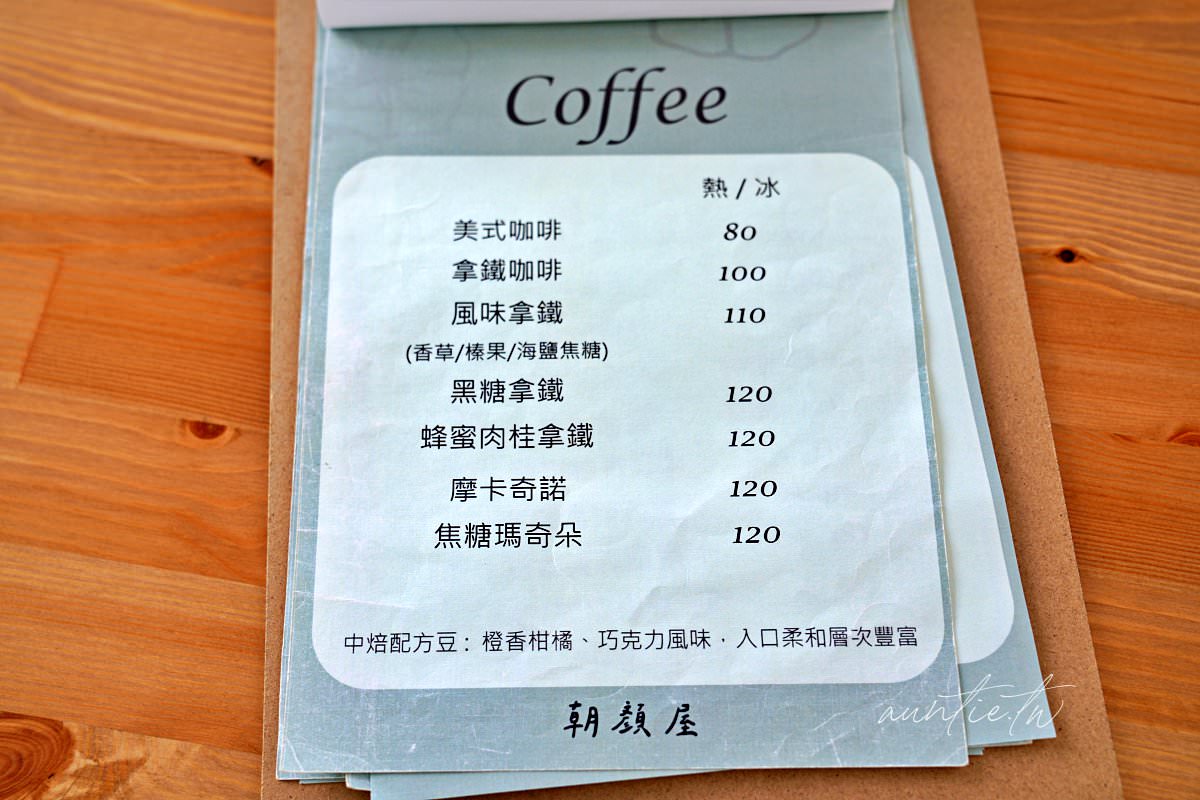 Coffee
熱 / 冰
美式咖啡 80
拿鐵咖啡 100
風味拿鐵 110
(香草/榛果/海鹽焦糖)
黑糖拿鐵 120
蜂蜜肉桂拿鐵 120
摩卡奇諾 120
焦糖瑪奇朵 120
中焙配方豆 : 橙香柑橘、巧克力風味，入口柔和層次豐富
朝顏屋
auntie.tw